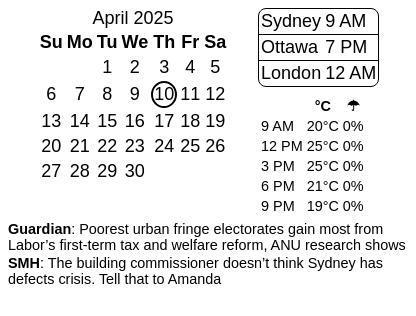 April 2025
Su Mo Tu We Th Fr Sa
1 2 3 4 5
6 7 8 9 10 11 12
13 14 15 16 17 18 19
20 21 22 23 24 25 26
27 28 29 30
Sydney 9 AM
Ottawa 7 PM
London 12 AM
°C ☂
9 AM 20°C 0%
12 PM 25°C 0%
3 PM 25°C 0%
6 PM 21°C 0%
9 PM 19°C 0%
Guardian: Poorest urban fringe electorates gain most from
Labor’s first-term tax and welfare reform, ANU research shows
SMH: The building commissioner doesn’t think Sydney has
defects crisis. Tell that to Amanda